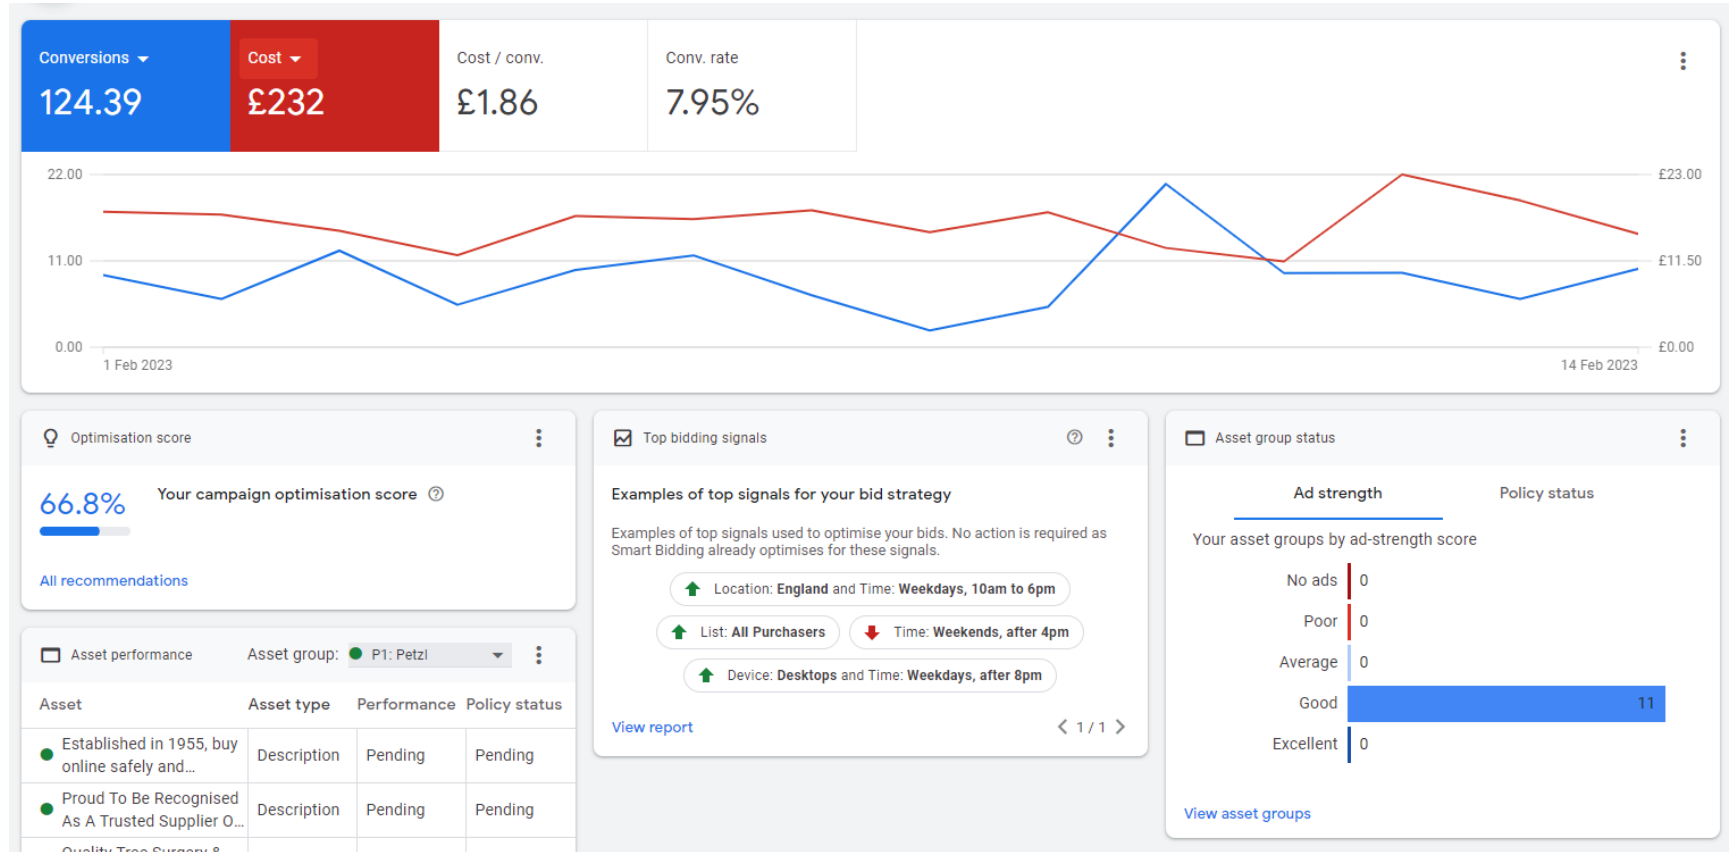 Conversions
124.39
Cost
£232
Cost / conv.
£1.86
Conv. rate
7.95%
22.00
£23.00
11.00
£11.50
0.00
£0.00
1 Feb 2023
14 Feb 2023
Optimisation score
66.8%
Your campaign optimisation score
All recommendations
Top bidding signals
Examples of top signals for your bid strategy
Examples of top signals used to optimise your bids. No action is required as
Smart Bidding already optimises for these signals.
Location: England and Time: Weekdays, 10am to 6pm
List: All Purchasers
Time: Weekends, after 4pm
Device: Desktops and Time: Weekdays, after 8pm
View report
1 / 1
Asset group status
Ad strength
Policy status
Your asset groups by ad-strength score
No ads 0
Poor 0
Average 0
Good 11
Excellent 0
View asset groups
Asset performance
Asset group: P1: Petzl
Asset Asset type Performance Policy status
Established in 1955, buy
online safely and...
Description
Pending
Pending
Proud To Be Recognised
As A Trusted Supplier O...
Description
Pending
Pending
Quality Tree Surgery &